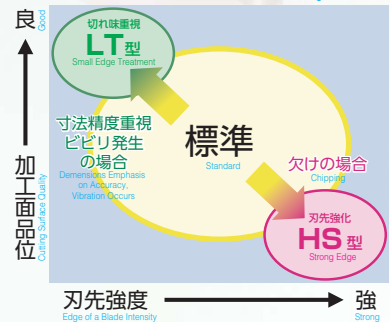 良
Good
切れ味重視
LT型
Small Edge Treatment
寸法精度重視
ビビリ発生
の場合
Demensions Emphasis
on Accuracy,
Vibration Occurs
標準
Standard
欠けの場合
Chipping
刃先強化
HS型
Strong Edge
加工面品位
Cutting Surface Quality
刃先強度
Edge of a Blade Intensity
強
Strong